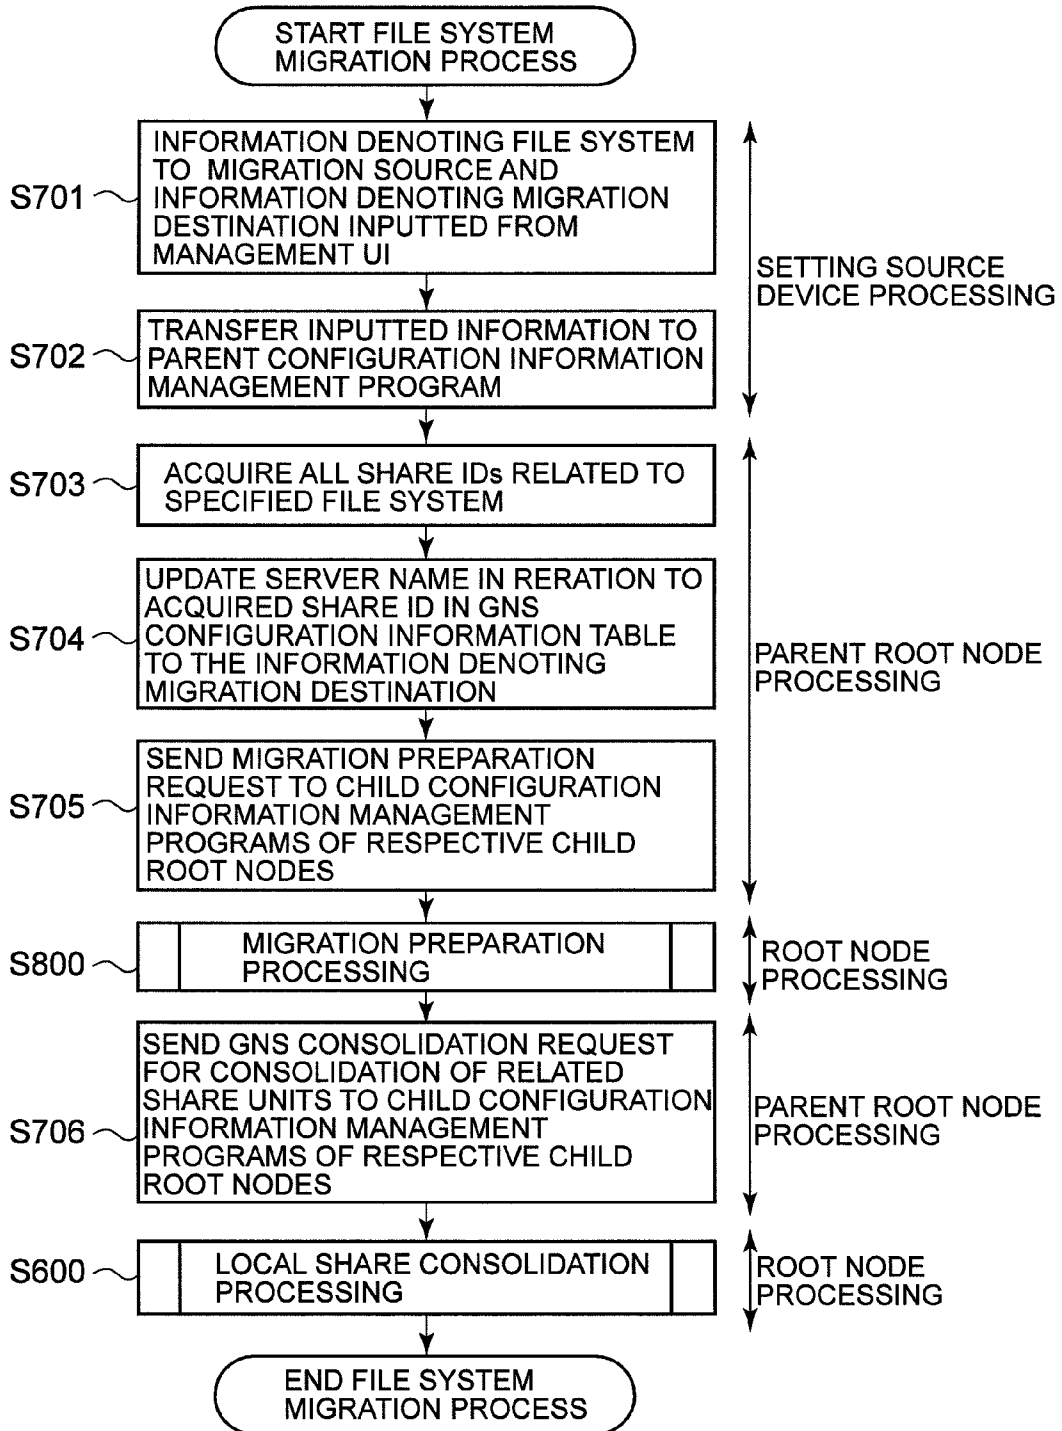 START FILE SYSTEM
MIGRATION PROCESS
S701
INFORMATION DENOTING FILE SYSTEM
TO MIGRATION SOURCE AND
INFORMATION DENOTING MIGRATION
DESTINATION INPUTTED FROM
MANAGEMENT UI
SETTING SOURCE
DEVICE PROCESSING
S702
TRANSFER INPUTTED INFORMATION TO
PARENT CONFIGURATION INFORMATION
MANAGEMENT PROGRAM
S703
ACQUIRE ALL SHARE IDs RELATED TO
SPECIFIED FILE SYSTEM
S704
UPDATE SERVER NAME IN RERATION TO
ACQUIRED SHARE ID IN GNS
CONFIGURATION INFORMATION TABLE
TO THE INFORMATION DENOTING
MIGRATION DESTINATION
PARENT ROOT NODE
PROCESSING
S705
SEND MIGRATION PREPARATION
REQUEST TO CHILD CONFIGURATION
INFORMATION MANAGEMENT
PROGRAMS OF RESPECTIVE CHILD
ROOT NODES
S800
MIGRATION PREPARATION
PROCESSING
ROOT NODE
PROCESSING
S706
SEND GNS CONSOLIDATION REQUEST
FOR CONSOLIDATION OF RELATED
SHARE UNITS TO CHILD CONFIGURATION
INFORMATION MANAGEMENT
PROGRAMS OF RESPECTIVE CHILD
ROOT NODES
PARENT ROOT NODE
PROCESSING
S600
LOCAL SHARE CONSOLIDATION
PROCESSING
ROOT NODE
PROCESSING
END FILE SYSTEM
MIGRATION PROCESS